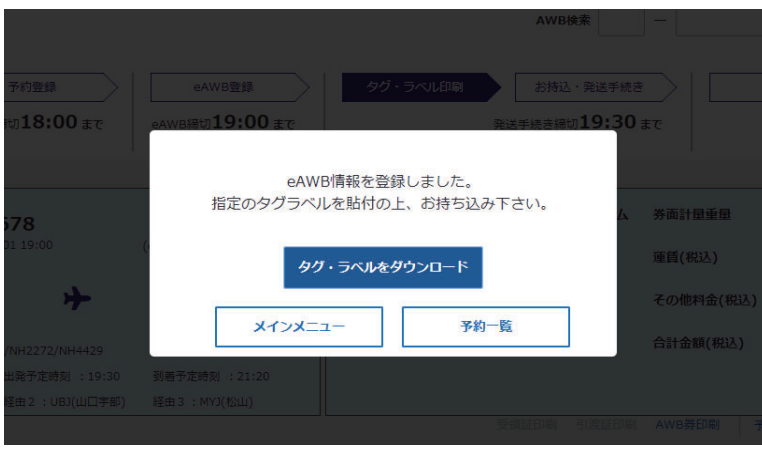 AWB検索 —
予約登録 eAWB登録 タグ・ラベル印刷 お持込・発送手続き
切18:00 まで eAWB締切19:00 まで 発送手続き締切19:30 まで
eAWB情報を登録しました。
指定のタグラベルを貼付の上、お持ち込み下さい。
タグ・ラベルをダウンロード
メインメニュー 予約一覧
578
01 19:00
ム 券面計量重量
運賃(税込)
その他料金(税込)
合計金額(税込)
/NH2272/NH4429
出発予定時刻 :19:30 到着予定時刻 :21:20
経由2 :UBJ(山口宇部) 経由3 :MYJ(松山)
受領証印刷 引渡証印刷 AWB券印刷